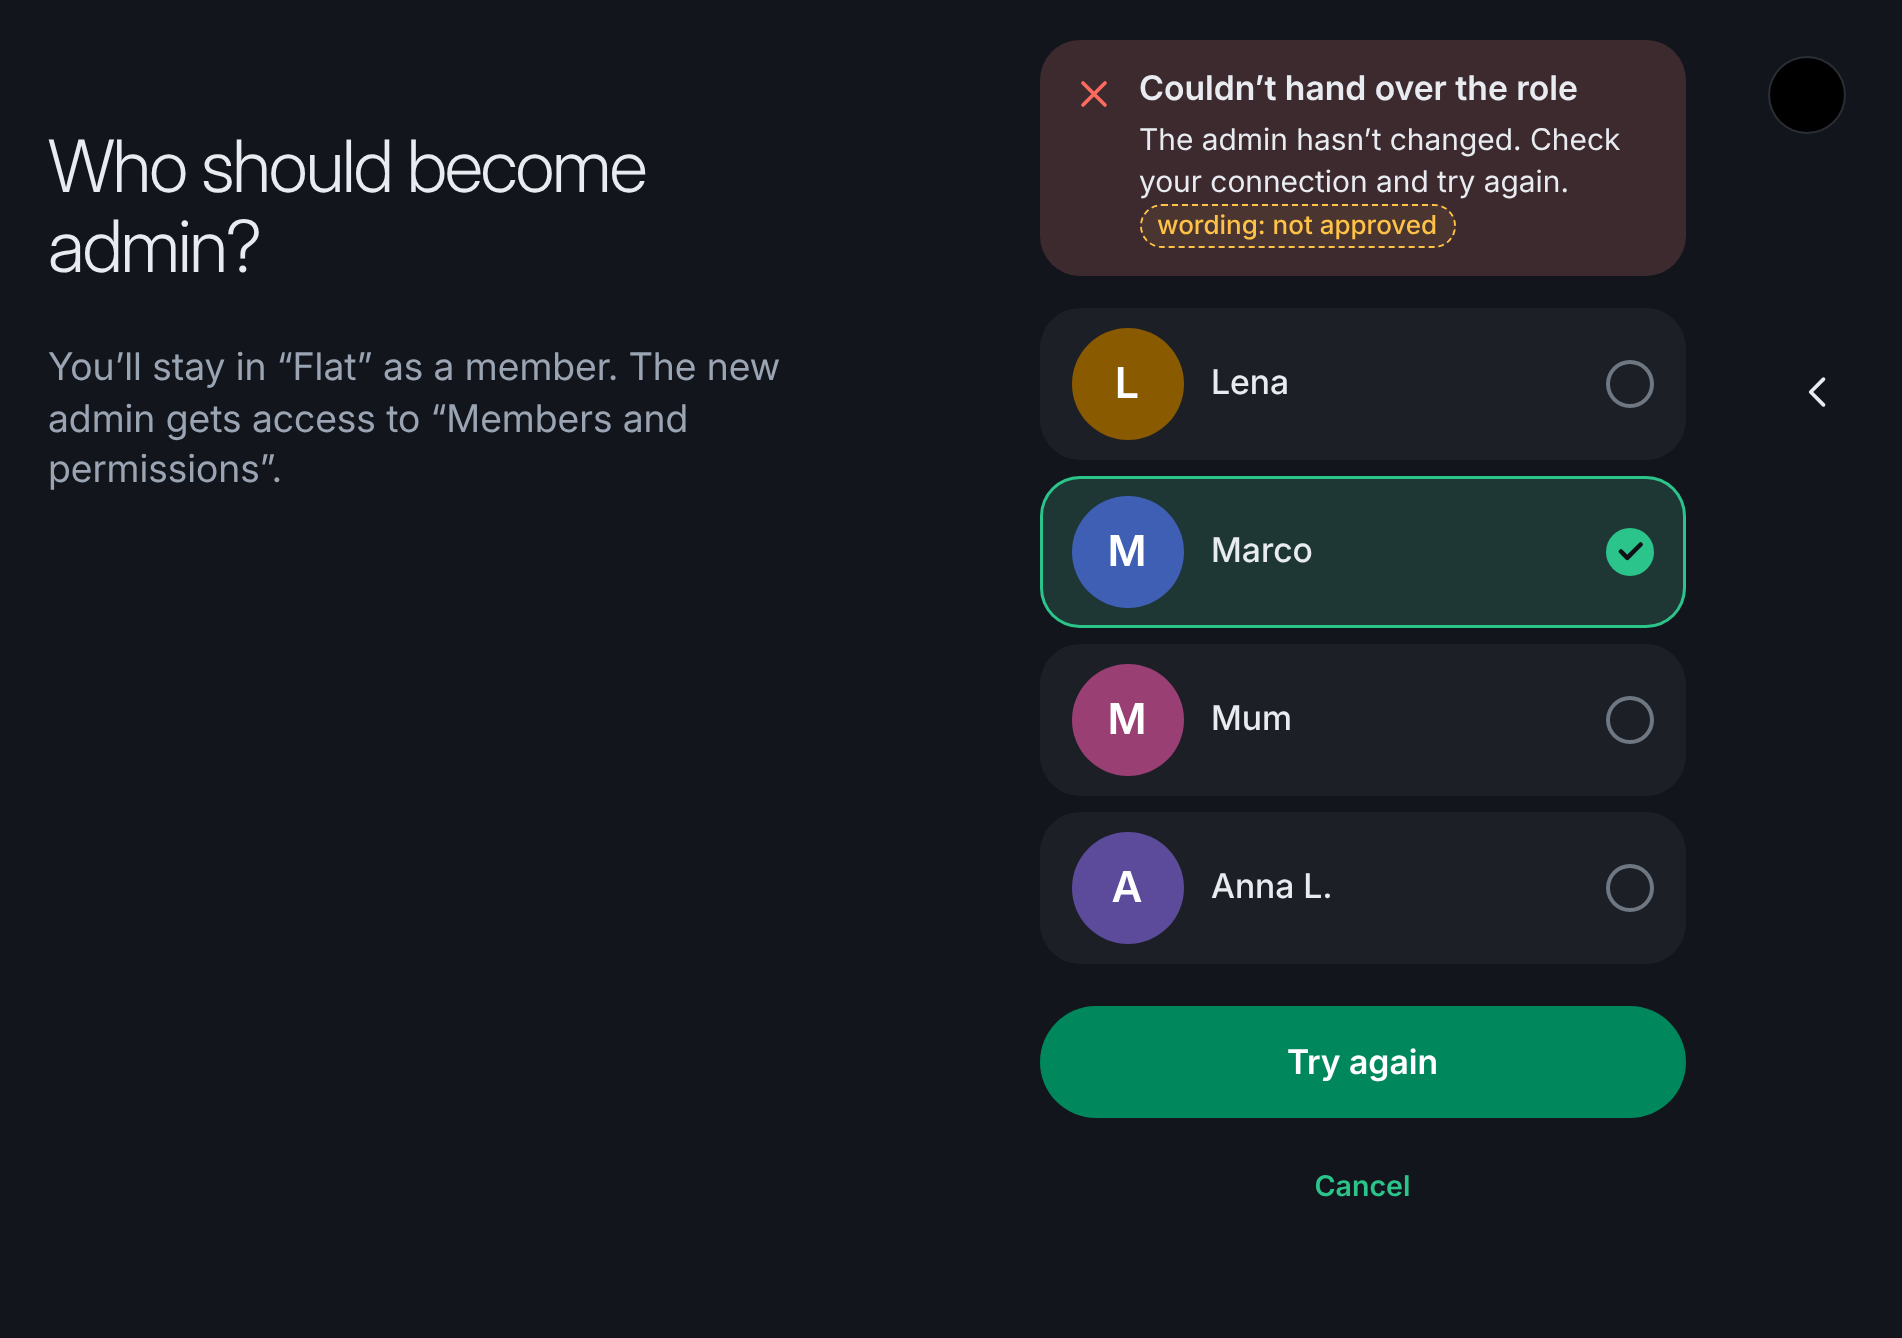 Who should become
admin?
You’ll stay in “Flat” as a member. The new
admin gets access to “Members and
permissions”.
Couldn’t hand over the role
The admin hasn’t changed. Check
your connection and try again.
wording: not approved
L
Lena
M
Marco
M
Mum
A
Anna L.
Try again
Cancel